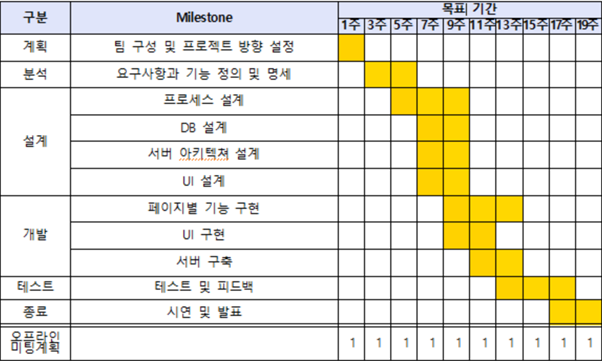 구분 Milestone 목표 기간
1주 3주 5주 7주 9주 11주 13주 15주 17주 19주
계획 팀 구성 및 프로젝트 방향 설정
분석 요구사항과 기능 정의 및 명세
설계 프로세스 설계
DB 설계
서버 아키텍쳐 설계
UI 설계
개발 페이지별 기능 구현
UI 구현
서버 구축
테스트 테스트 및 피드백
종료 시연 및 발표
오프라인
미팅계획 1 1 1 1 1 1 1 1 1 1